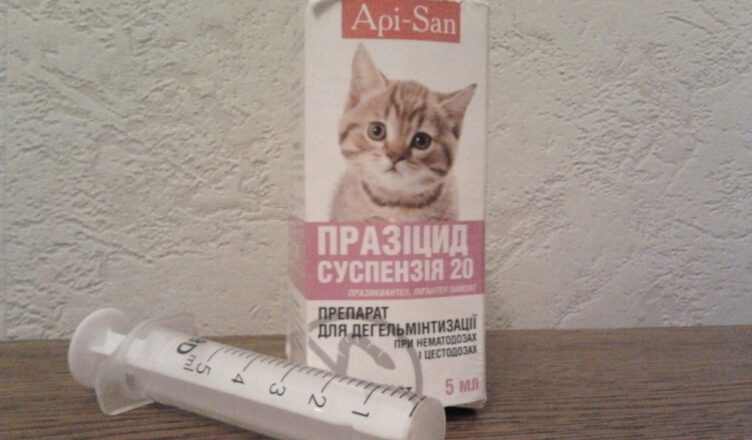 Api-San
ПРАЗІЦИД
СУСПЕНЗІЯ 20
ПРАЗИКВАНТЕЛ, ПІРАНТЕЛ ПАМОАТ
ПРЕПАРАТ
ДЛЯ ДЕГЕЛЬМІНТИЗАЦІЇ
ПРИ НЕМАТОДОЗАХ
І ЦЕСТОДОЗАХ
5 мл
ml 5 4 3 2 1